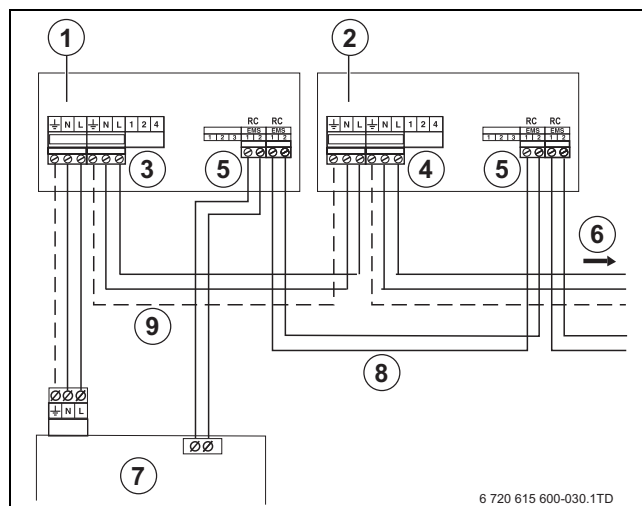 1
2
⏚ N L ⏚ N L 1 2 4
RC RC
EMS EMS
1 2 3 1 2 1 2
3
5
⏚ N L ⏚ N L 1 2 4
RC RC
EMS EMS
1 2 3 1 2 1 2
4
5
6
9
8
⏚ N L
7
6 720 615 600-030.1TD